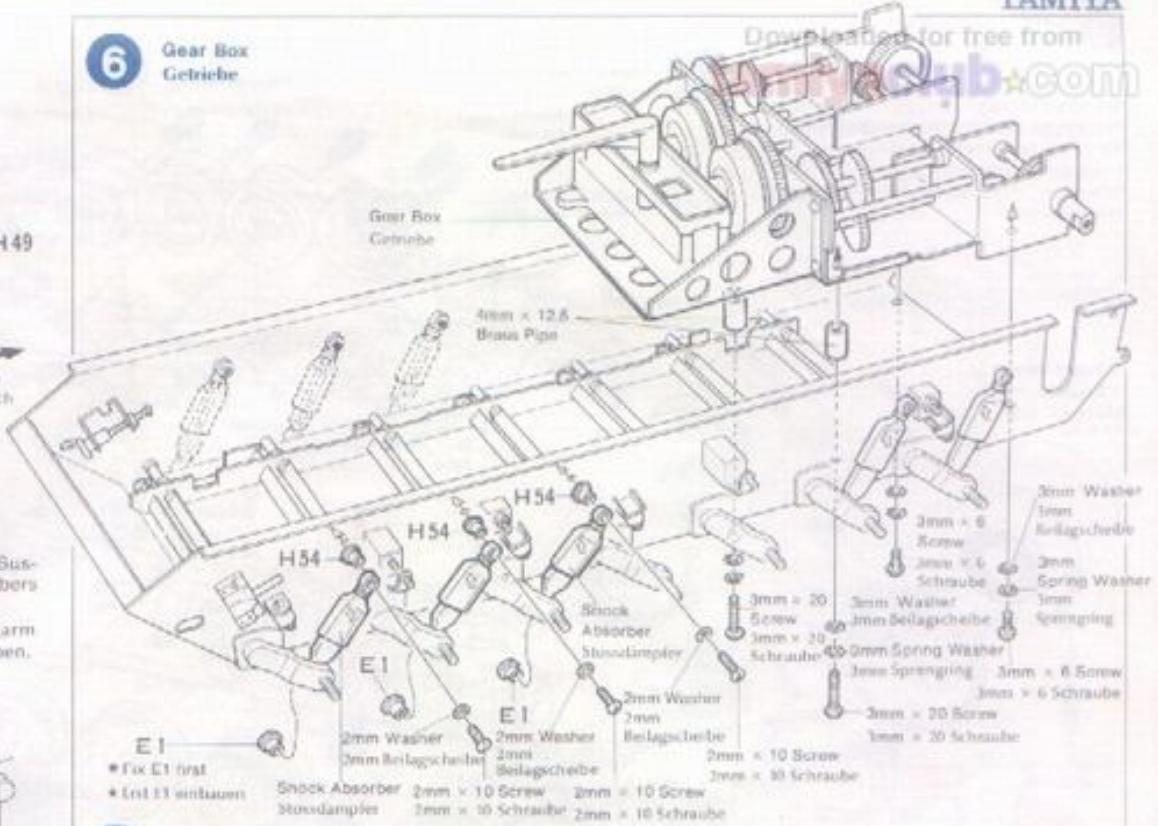 TAMIYA
Downloaded for free from
tamiyaclub☆com
6
Gear Box
Getriebe
H49
Gear Box
Getriebe
4mm × 12.5
Brass Pipe
H54
H54
H54
3mm Washer
3mm
Beilagscheibe
3mm × 6
Screw
3mm × 6
Schraube
3mm
Spring Washer
3mm
Sprengring
Shock
Absorber
Stossdämpfer
3mm × 20
Screw
3mm × 20
Schraube
3mm Washer
3mm Beilagscheibe
3mm Spring Washer
3mm Sprengring
3mm × 6 Screw
3mm × 6 Schraube
3mm × 20 Screw
3mm × 20 Schraube
E1
E1
E1
* Fix E1 first
* Erst E1 einbauen
2mm Washer
2mm Beilagscheibe
2mm Washer
2mm
Beilagscheibe
2mm Washer
2mm
Beilagscheibe
Shock Absorber
Stossdämpfer
2mm × 10 Screw
2mm × 10 Schraube
2mm × 10 Screw
2mm × 10 Schraube
2mm × 10 Screw
2mm × 10 Schraube